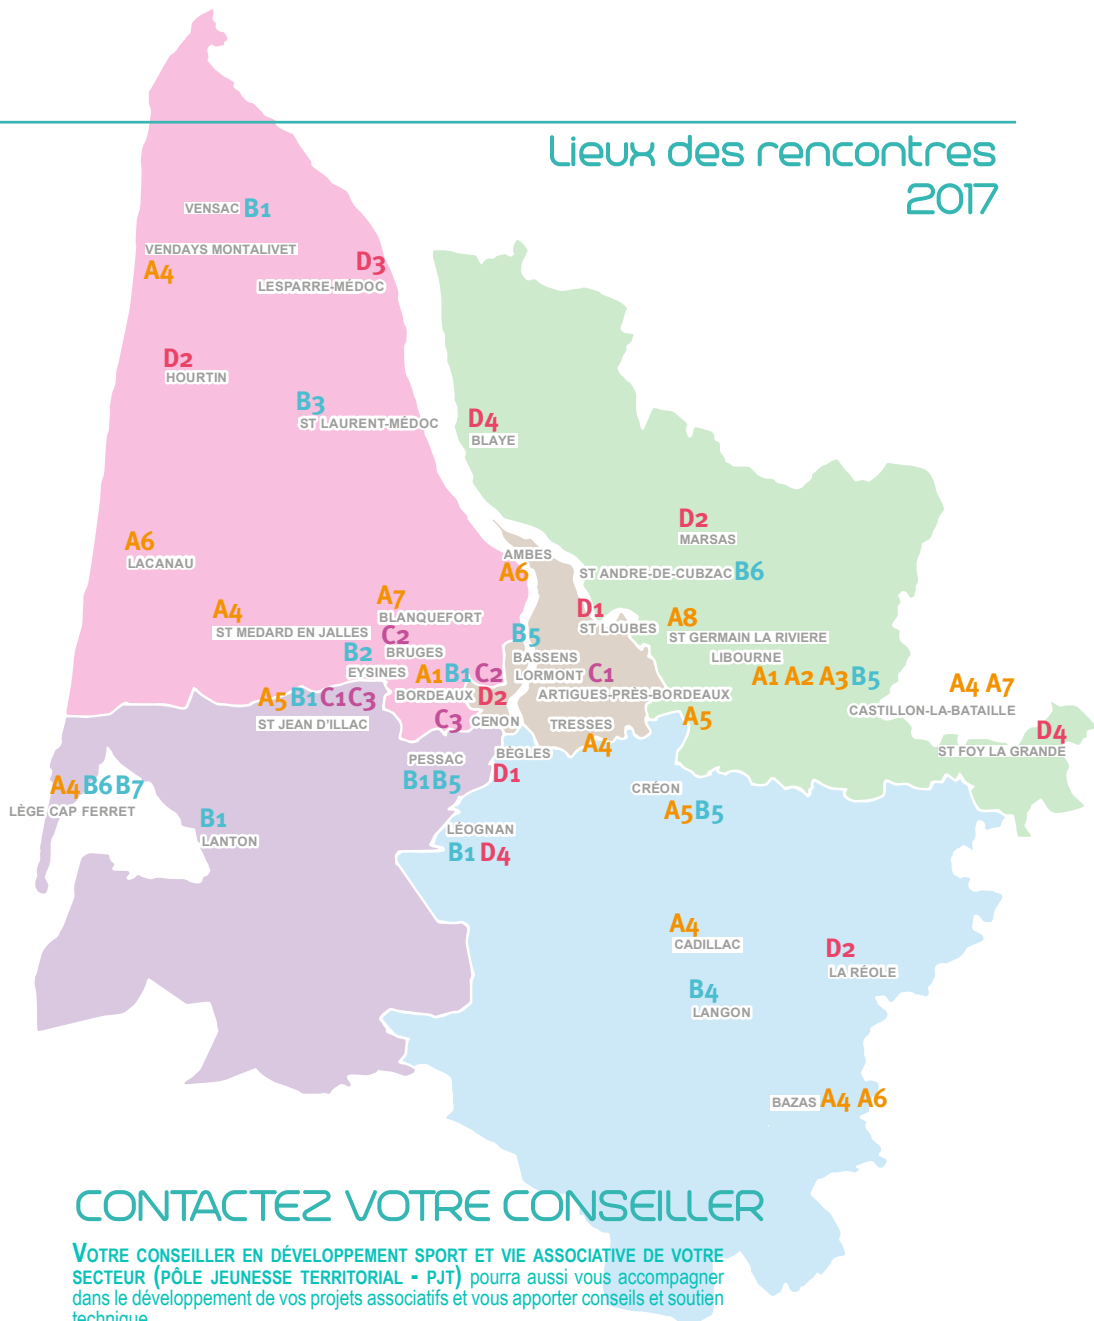 Lieux des rencontres
2017
VENSAC B1
VENDAYS MONTALIVET
A4
D3
LESPARRE-MÉDOC
D2
HOURTIN
B3
ST LAURENT-MÉDOC
D4
BLAYE
D2
MARSAS
A6
LACANAU
AMBES
A6
ST ANDRE-DE-CUBZAC B6
A7
BLANQUEFORT
A4
ST MEDARD EN JALLES
D1
ST LOUBES
A8
ST GERMAIN LA RIVIERE
C2
BRUGES
B2
EYSINES
B5
BASSENS
LIBOURNE
A1 A2 A3 B5
A1 B1 C2
BORDEAUX D2
LORMONT C1
ARTIGUES-PRÈS-BORDEAUX
A5
A4 A7
CASTILLON-LA-BATAILLE
A5 B1 C1 C3
ST JEAN D'ILLAC
C3
CENON
TRESSES
A4
D4
ST FOY LA GRANDE
PESSAC
B1 B5
BÈGLES
D1
A4 B6 B7
LÈGE CAP FERRET
CRÉON
A5 B5
B1
LANTON
LÉOGNAN
B1 D4
A4
CADILLAC
D2
LA RÉOLE
B4
LANGON
BAZAS A4 A6
CONTACTEZ VOTRE CONSEILLER
VOTRE CONSEILLER EN DÉVELOPPEMENT SPORT ET VIE ASSOCIATIVE DE VOTRE
SECTEUR (PÔLE JEUNESSE TERRITORIAL - PJT) pourra aussi vous accompagner
dans le développement de vos projets associatifs et vous apporter conseils et soutien
technique